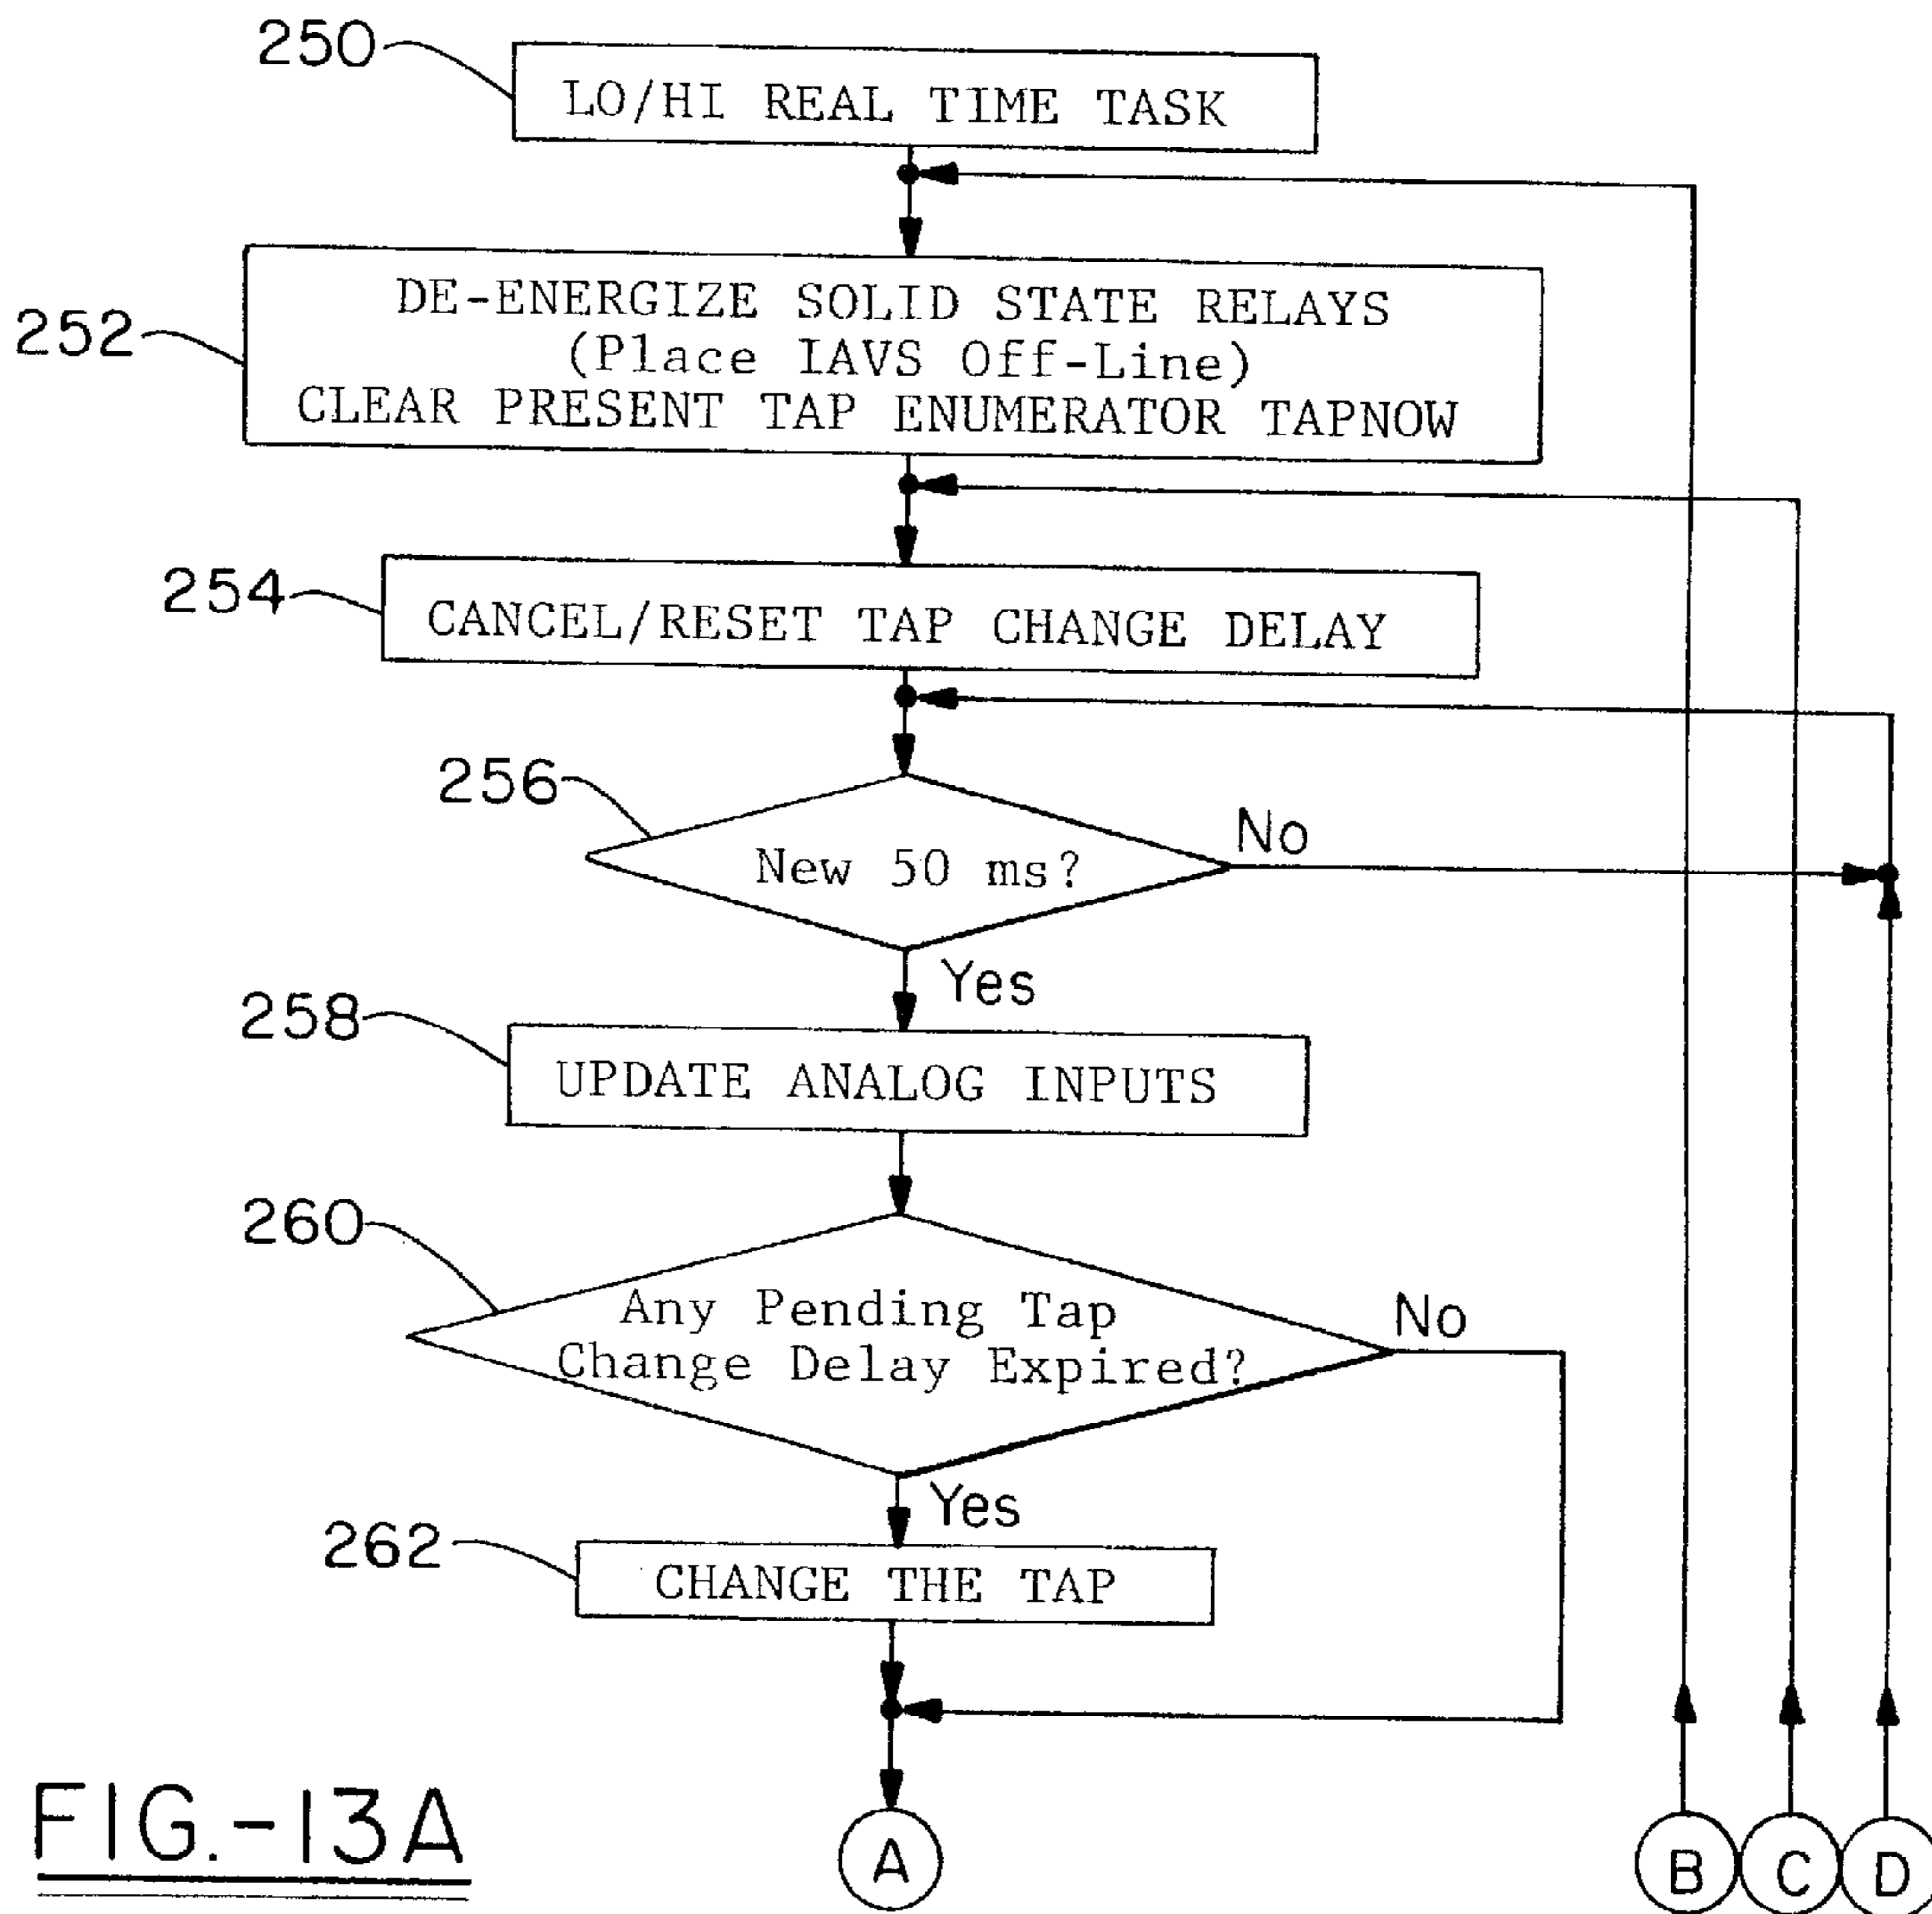 250
LO/HI REAL TIME TASK
252
DE-ENERGIZE SOLID STATE RELAYS
(Place IAVS Off-Line)
CLEAR PRESENT TAP ENUMERATOR TAPNOW
254
CANCEL/RESET TAP CHANGE DELAY
256
New 50 ms?
No
Yes
258
UPDATE ANALOG INPUTS
260
Any Pending Tap
Change Delay Expired?
No
Yes
262
CHANGE THE TAP
A
B
C
D
FIG.-13A